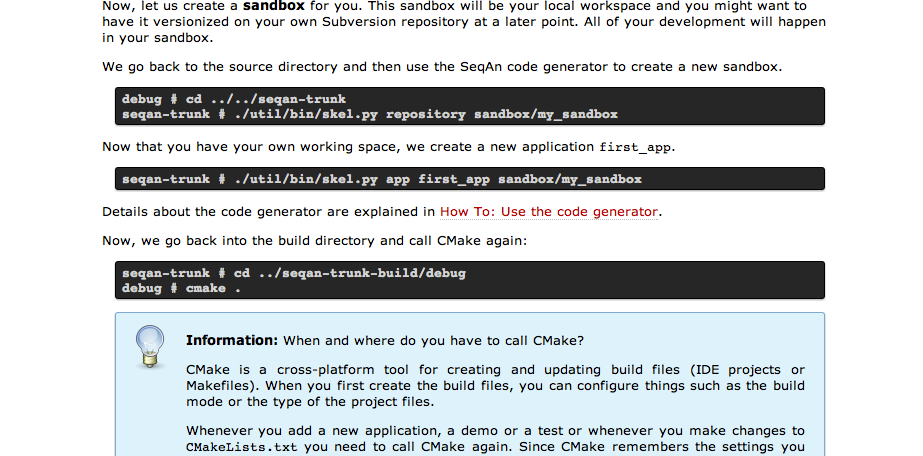 Now, let us create a sandbox for you. This sandbox will be your local workspace and you might want to
have it versionized on your own Subversion repository at a later point. All of your development will happen
in your sandbox.
We go back to the source directory and then use the SeqAn code generator to create a new sandbox.
debug # cd ../../seqan-trunk
seqan-trunk # ./util/bin/skel.py repository sandbox/my_sandbox
Now that you have your own working space, we create a new application first_app.
seqan-trunk # ./util/bin/skel.py app first_app sandbox/my_sandbox
Details about the code generator are explained in How To: Use the code generator.
Now, we go back into the build directory and call CMake again:
seqan-trunk # cd ../seqan-trunk-build/debug
debug # cmake .
Information: When and where do you have to call CMake?
CMake is a cross-platform tool for creating and updating build files (IDE projects or
Makefiles). When you first create the build files, you can configure things such as the build
mode or the type of the project files.
Whenever you add a new application, a demo or a test or whenever you make changes to
CMakeLists.txt you need to call CMake again. Since CMake remembers the settings you